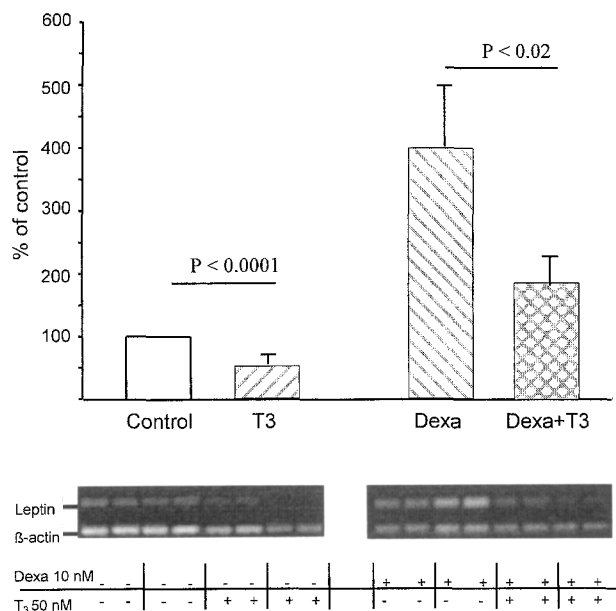 600
500
400
300
200
100
% of control
P < 0.02
P < 0.0001
Control T3 Dexa Dexa+T3
Leptin
ß-actin
Dexa 10 nM - - - - - - - - + + + + + + + +
T₃ 50 nM - - - - + + + + - - - - + + + +